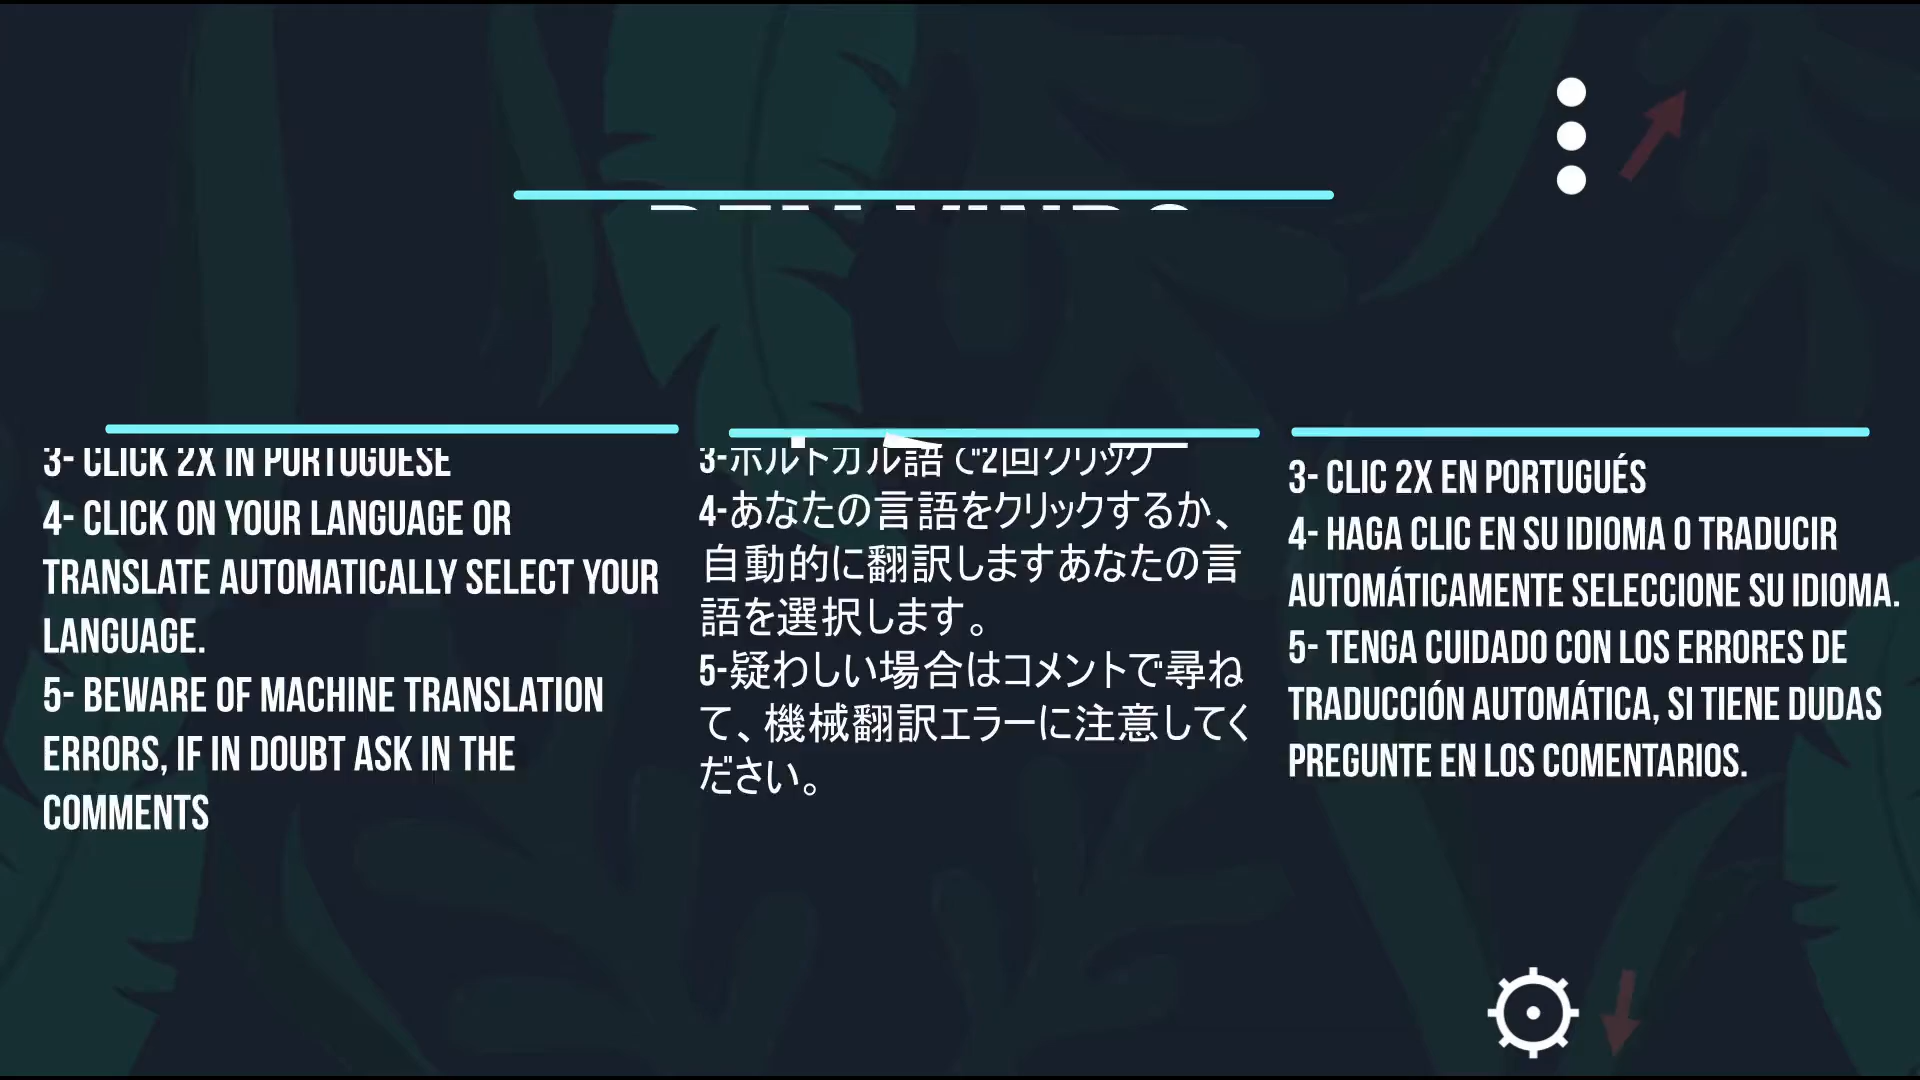 3- CLICK 2X IN PORTUGUESE
4- CLICK ON YOUR LANGUAGE OR
TRANSLATE AUTOMATICALLY SELECT YOUR
LANGUAGE.
5- BEWARE OF MACHINE TRANSLATION
ERRORS, IF IN DOUBT ASK IN THE
COMMENTS
3-ポルトガル語で2回クリック
4-あなたの言語をクリックするか、
自動的に翻訳しますあなたの言
語を選択します。
5-疑わしい場合はコメントで尋ね
て、機械翻訳エラーに注意してく
ださい。
3- CLIC 2X EN PORTUGUÉS
4- HAGA CLIC EN SU IDIOMA O TRADUCIR
AUTOMÁTICAMENTE SELECCIONE SU IDIOMA.
5- TENGA CUIDADO CON LOS ERRORES DE
TRADUCCIÓN AUTOMÁTICA, SI TIENE DUDAS
PREGUNTE EN LOS COMENTARIOS.